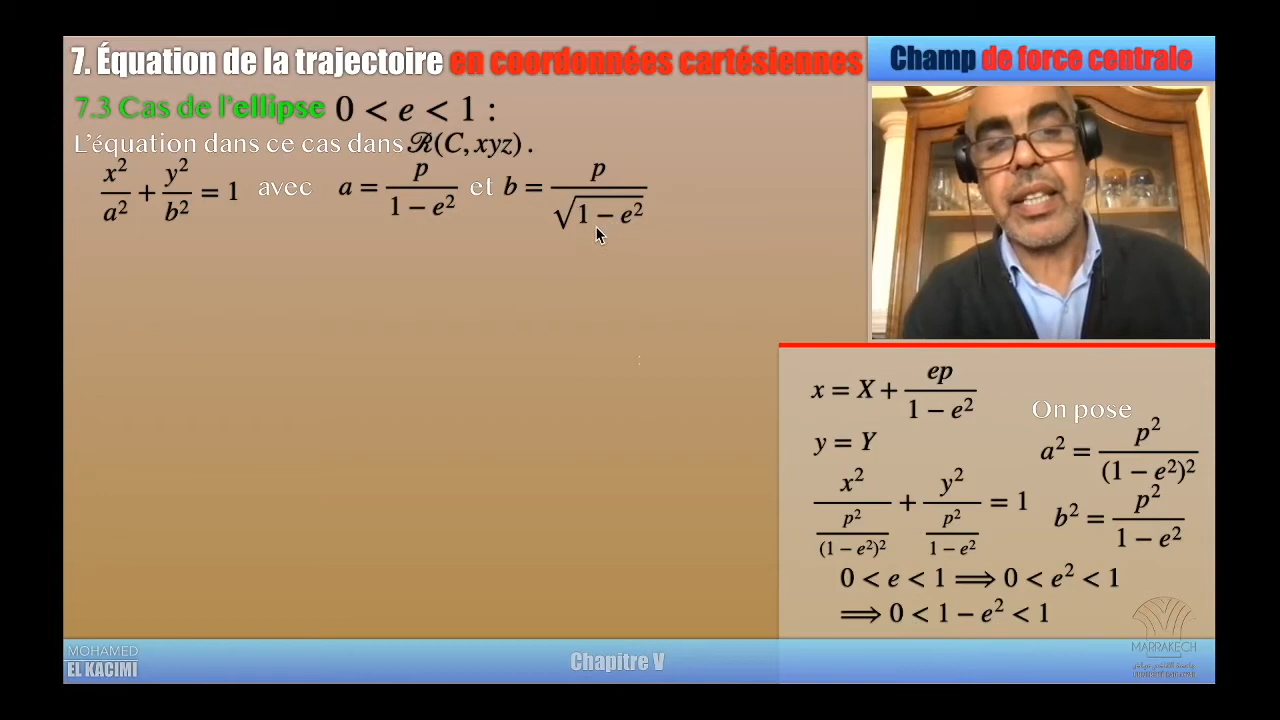 7. Équation de la trajectoire en coordonnées cartésiennes
Champ de force centrale
7.3 Cas de l'ellipse 0 < e < 1 :
L'équation dans ce cas dans ℛ(C, xyz) .
x²/a² + y²/b² = 1 avec a = p/(1 − e²) et b = p/√(1 − e²)
:
x = X + ep/(1 − e²)
On pose
y = Y
a² = p²/(1 − e²)²
x²/(p²/(1 − e²)²) + y²/(p²/(1 − e²)) = 1
b² = p²/(1 − e²)
0 < e < 1 ⟹ 0 < e² < 1
⟹ 0 < 1 − e² < 1
MOHAMED
EL KACIMI
Chapitre V
MARRAKECH